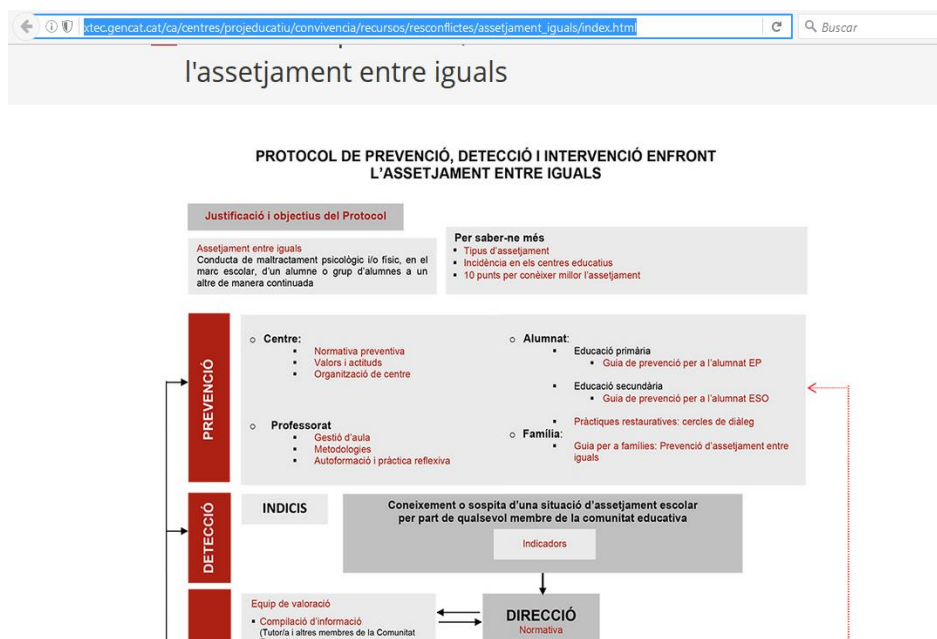 xtec.gencat.cat/ca/centres/projeducatiu/convivencia/recursos/resconflictes/assetjament_iguals/index.html
Buscar
l'assetjament entre iguals
PROTOCOL DE PREVENCIÓ, DETECCIÓ I INTERVENCIÓ ENFRONT
L'ASSETJAMENT ENTRE IGUALS
Justificació i objectius del Protocol
Assetjament entre iguals
Conducta de maltractament psicològic i/o físic, en el
marc escolar, d'un alumne o grup d'alumnes a un
altre de manera continuada
Per saber-ne més
Tipus d'assetjament
Incidència en els centres educatius
10 punts per conèixer millor l'assetjament
PREVENCIÓ
Centre:
Normativa preventiva
Valors i actituds
Organització de centre
Professorat
Gestió d'aula
Metodologies
Autoformació i pràctica reflexiva
Alumnat:
Educació primària
Guia de prevenció per a l'alumnat EP
Educació secundària
Guia de prevenció per a l'alumnat ESO
Pràctiques restauratives: cercles de diàleg
Família:
Guia per a famílies: Prevenció d'assetjament entre
iguals
DETECCIÓ
INDICIS
Coneixement o sospita d'una situació d'assetjament escolar
per part de qualsevol membre de la comunitat educativa
Indicadors
Equip de valoració
Compilació d'informació
(Tutor/a i altres membres de la Comunitat
DIRECCIÓ
Normativa